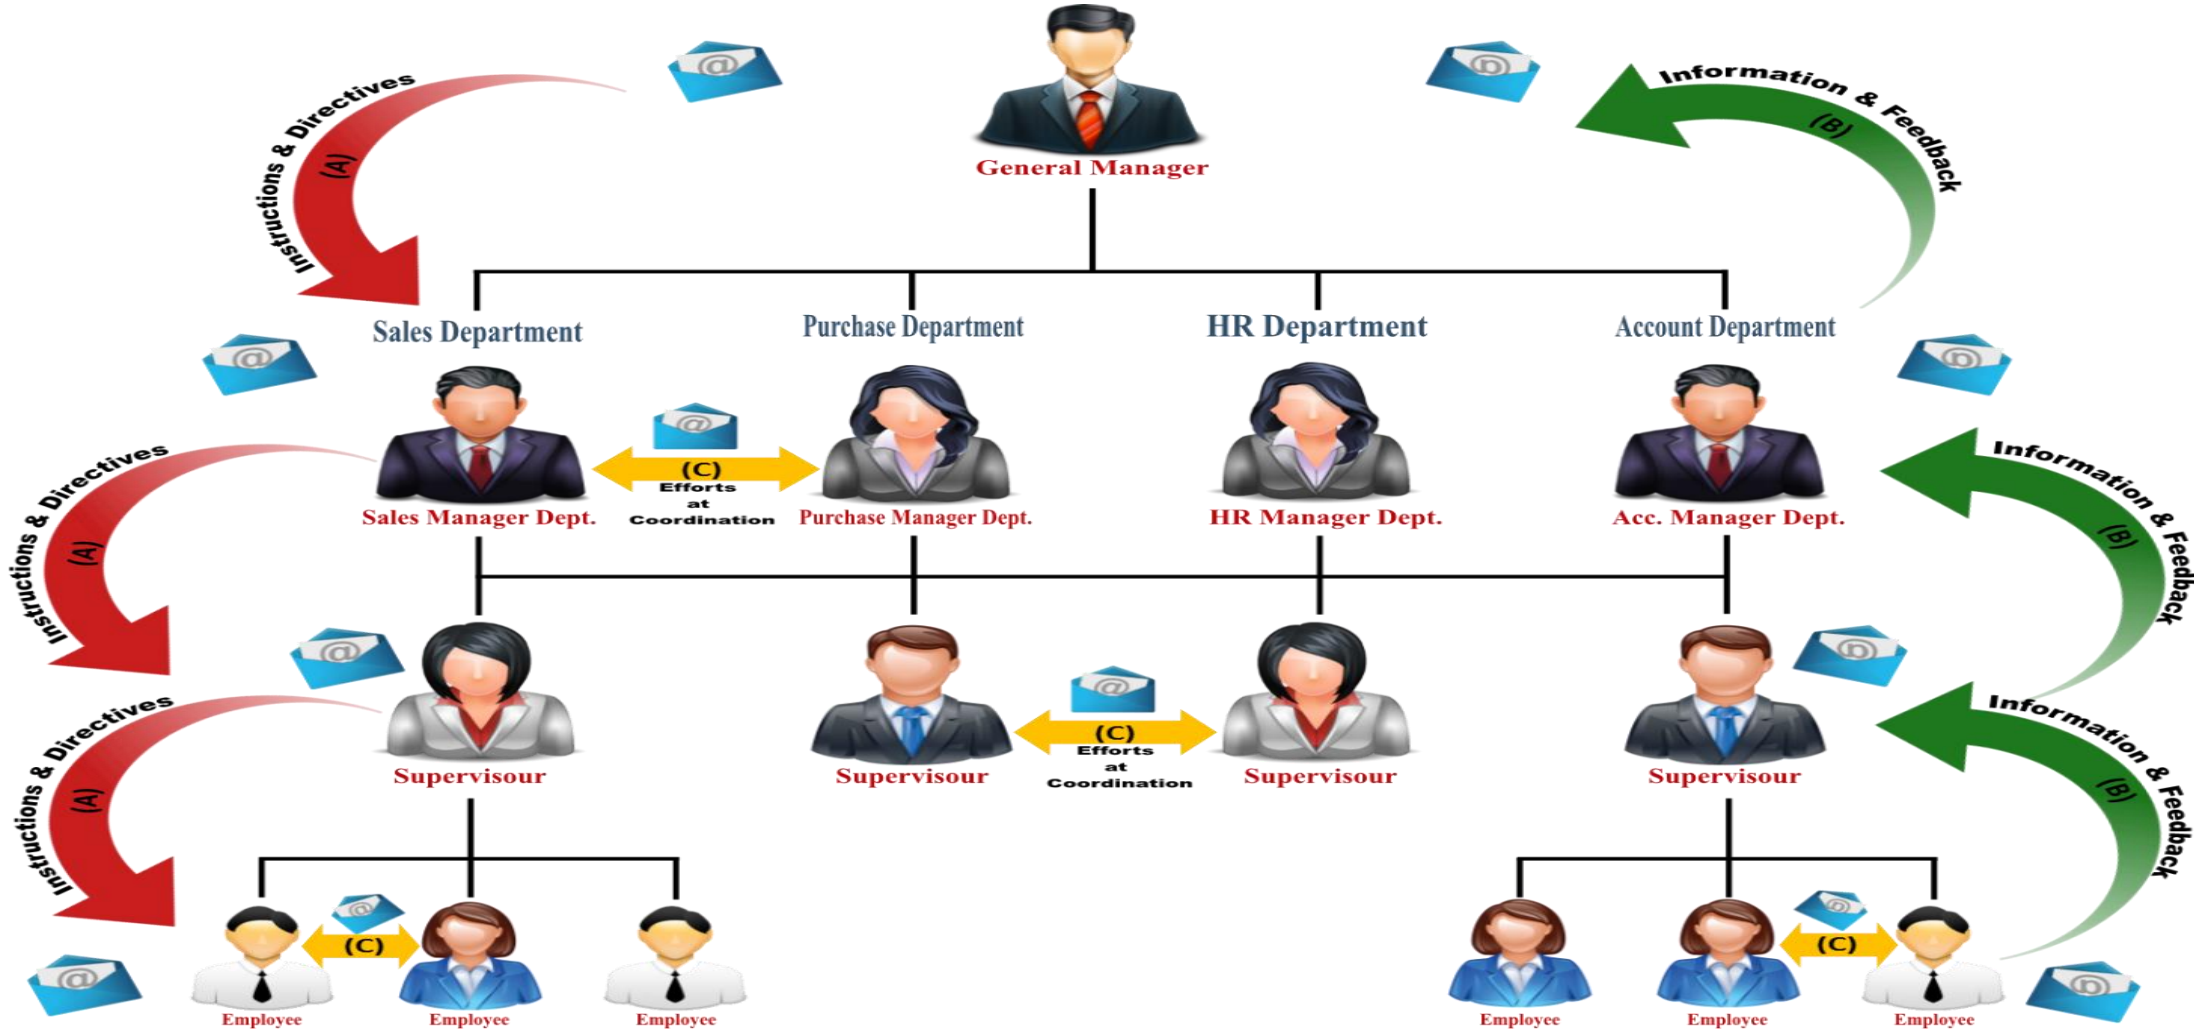 Instructions & Directives
(A)
@
@
Information & Feedback
(B)
General Manager
Sales Department
Purchase Department
HR Department
Account Department
@
@
@
(C)
Efforts
at
Coordination
Sales Manager Dept.
Purchase Manager Dept.
HR Manager Dept.
Acc. Manager Dept.
Instructions & Directives
(A)
Information & Feedback
(B)
@
@
@
(C)
Efforts
at
Coordination
Supervisour
Supervisour
Supervisour
Supervisour
Instructions & Directives
(A)
Information & Feedback
(B)
@
(C)
@
(C)
@
@
Employee
Employee
Employee
Employee
Employee
Employee